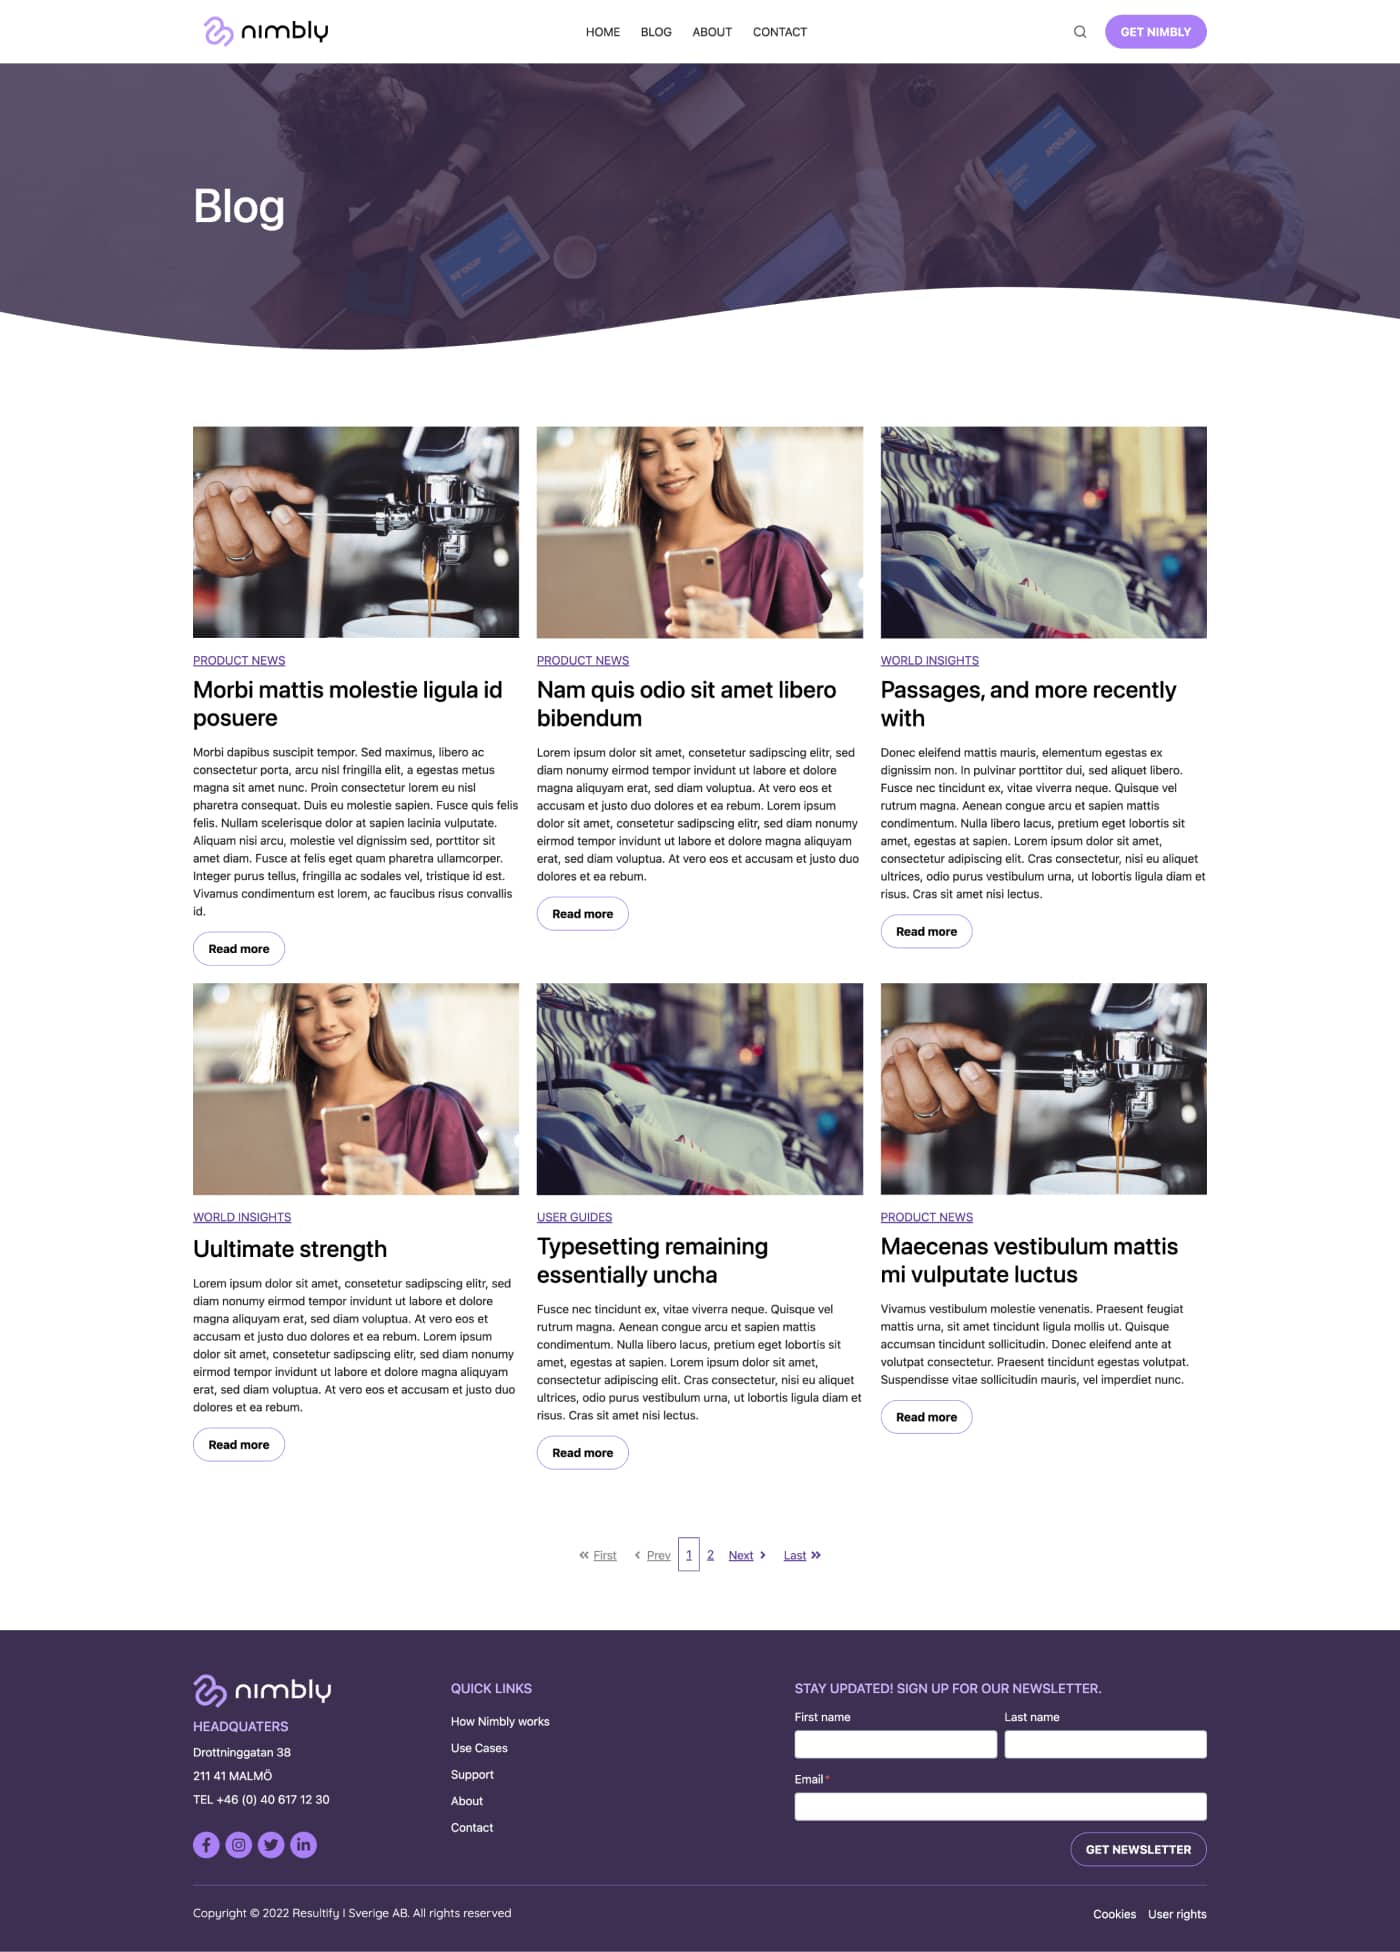 nimbly
HOME BLOG ABOUT CONTACT
GET NIMBLY
Blog
PRODUCT NEWS
Morbi mattis molestie ligula id
posuere
Morbi dapibus suscipit tempor. Sed maximus, libero ac
consectetur porta, arcu nisl fringilla elit, a egestas metus
magna sit amet nunc. Proin consectetur lorem eu nisl
pharetra consequat. Duis eu molestie sapien. Fusce quis felis
felis. Nullam scelerisque dolor at sapien lacinia vulputate.
Aliquam nisi arcu, molestie vel dignissim sed, porttitor sit
amet diam. Fusce at felis eget quam pharetra ullamcorper.
Integer purus tellus, fringilla ac sodales vel, tristique id est.
Vivamus condimentum est lorem, ac faucibus risus convallis
id.
Read more
PRODUCT NEWS
Nam quis odio sit amet libero
bibendum
Lorem ipsum dolor sit amet, consetetur sadipscing elitr, sed
diam nonumy eirmod tempor invidunt ut labore et dolore
magna aliquyam erat, sed diam voluptua. At vero eos et
accusam et justo duo dolores et ea rebum. Lorem ipsum
dolor sit amet, consetetur sadipscing elitr, sed diam nonumy
eirmod tempor invidunt ut labore et dolore magna aliquyam
erat, sed diam voluptua. At vero eos et accusam et justo duo
dolores et ea rebum.
Read more
WORLD INSIGHTS
Passages, and more recently
with
Donec eleifend mattis mauris, elementum egestas ex
dignissim non. In pulvinar porttitor dui, sed aliquet libero.
Fusce nec tincidunt ex, vitae viverra neque. Quisque vel
rutrum magna. Aenean congue arcu et sapien mattis
condimentum. Nulla libero lacus, pretium eget lobortis sit
amet, egestas at sapien. Lorem ipsum dolor sit amet,
consectetur adipiscing elit. Cras consectetur, nisi eu aliquet
ultrices, odio purus vestibulum urna, ut lobortis ligula diam et
risus. Cras sit amet nisi lectus.
Read more
WORLD INSIGHTS
Uultimate strength
Lorem ipsum dolor sit amet, consetetur sadipscing elitr, sed
diam nonumy eirmod tempor invidunt ut labore et dolore
magna aliquyam erat, sed diam voluptua. At vero eos et
accusam et justo duo dolores et ea rebum. Lorem ipsum
dolor sit amet, consetetur sadipscing elitr, sed diam nonumy
eirmod tempor invidunt ut labore et dolore magna aliquyam
erat, sed diam voluptua. At vero eos et accusam et justo duo
dolores et ea rebum.
Read more
USER GUIDES
Typesetting remaining
essentially uncha
Fusce nec tincidunt ex, vitae viverra neque. Quisque vel
rutrum magna. Aenean congue arcu et sapien mattis
condimentum. Nulla libero lacus, pretium eget lobortis sit
amet, egestas at sapien. Lorem ipsum dolor sit amet,
consectetur adipiscing elit. Cras consectetur, nisi eu aliquet
ultrices, odio purus vestibulum urna, ut lobortis ligula diam et
risus. Cras sit amet nisi lectus.
Read more
PRODUCT NEWS
Maecenas vestibulum mattis
mi vulputate luctus
Vivamus vestibulum molestie venenatis. Praesent feugiat
mattis urna, sit amet tincidunt ligula mollis ut. Quisque
accumsan tincidunt sollicitudin. Donec eleifend ante at
volutpat consectetur. Praesent tincidunt egestas volutpat.
Suspendisse vitae sollicitudin mauris, vel imperdiet nunc.
Read more
« First ‹ Prev 1 2 Next › Last »
nimbly
HEADQUATERS
Drottninggatan 38
211 41 MALMÖ
TEL +46 (0) 40 617 12 30
QUICK LINKS
How Nimbly works
Use Cases
Support
About
Contact
STAY UPDATED! SIGN UP FOR OUR NEWSLETTER.
First name Last name
Email*
GET NEWSLETTER
Copyright © 2022 Resultify I Sverige AB. All rights reserved
Cookies User rights